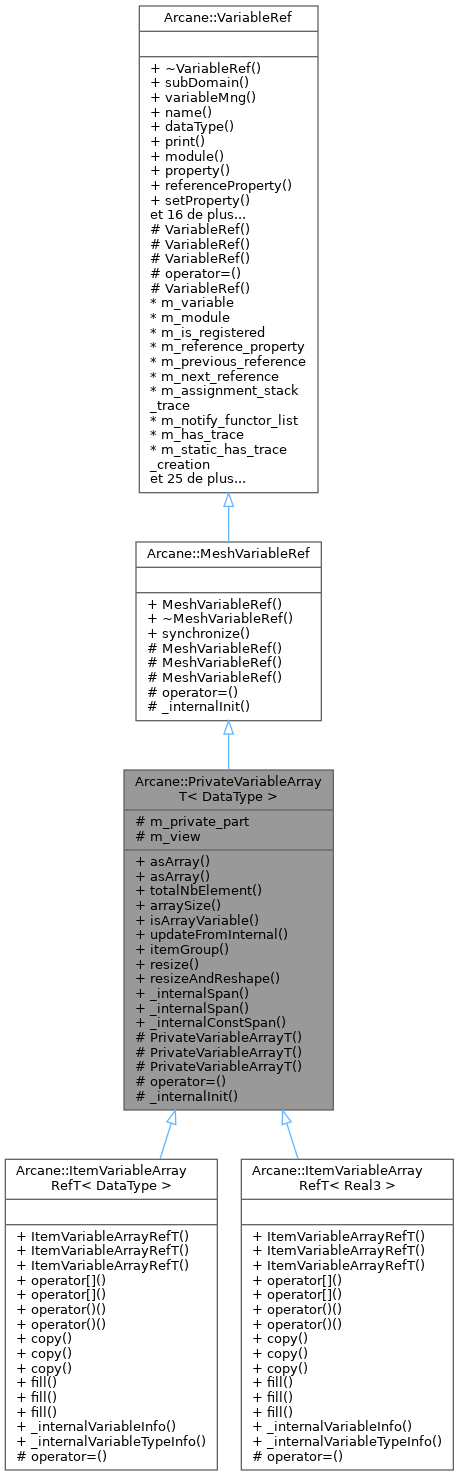 Arcane::VariableRef
+ ~VariableRef()
+ subDomain()
+ variableMng()
+ name()
+ dataType()
+ print()
+ module()
+ property()
+ referenceProperty()
+ setProperty()
et 16 de plus...
# VariableRef()
# VariableRef()
# VariableRef()
# operator=()
# VariableRef()
* m_variable
* m_module
* m_is_registered
* m_reference_property
* m_previous_reference
* m_next_reference
* m_assignment_stack
_trace
* m_notify_functor_list
* m_has_trace
* m_static_has_trace
_creation
et 25 de plus...
Arcane::MeshVariableRef
+ MeshVariableRef()
+ ~MeshVariableRef()
+ synchronize()
# MeshVariableRef()
# MeshVariableRef()
# MeshVariableRef()
# operator=()
# _internalInit()
Arcane::PrivateVariableArray
T< DataType >
# m_private_part
# m_view
+ asArray()
+ asArray()
+ totalNbElement()
+ arraySize()
+ isArrayVariable()
+ updateFromInternal()
+ itemGroup()
+ resize()
+ resizeAndReshape()
+ _internalSpan()
+ _internalSpan()
+ _internalConstSpan()
# PrivateVariableArrayT()
# PrivateVariableArrayT()
# PrivateVariableArrayT()
# operator=()
# _internalInit()
Arcane::ItemVariableArray
RefT< DataType >
+ ItemVariableArrayRefT()
+ ItemVariableArrayRefT()
+ ItemVariableArrayRefT()
+ operator[]()
+ operator[]()
+ operator()()
+ operator()()
+ copy()
+ copy()
+ copy()
+ fill()
+ fill()
+ fill()
+ _internalVariableInfo()
+ _internalVariableTypeInfo()
# operator=()
Arcane::ItemVariableArray
RefT< Real3 >
+ ItemVariableArrayRefT()
+ ItemVariableArrayRefT()
+ ItemVariableArrayRefT()
+ operator[]()
+ operator[]()
+ operator()()
+ operator()()
+ copy()
+ copy()
+ copy()
+ fill()
+ fill()
+ fill()
+ _internalVariableInfo()
+ _internalVariableTypeInfo()
# operator=()